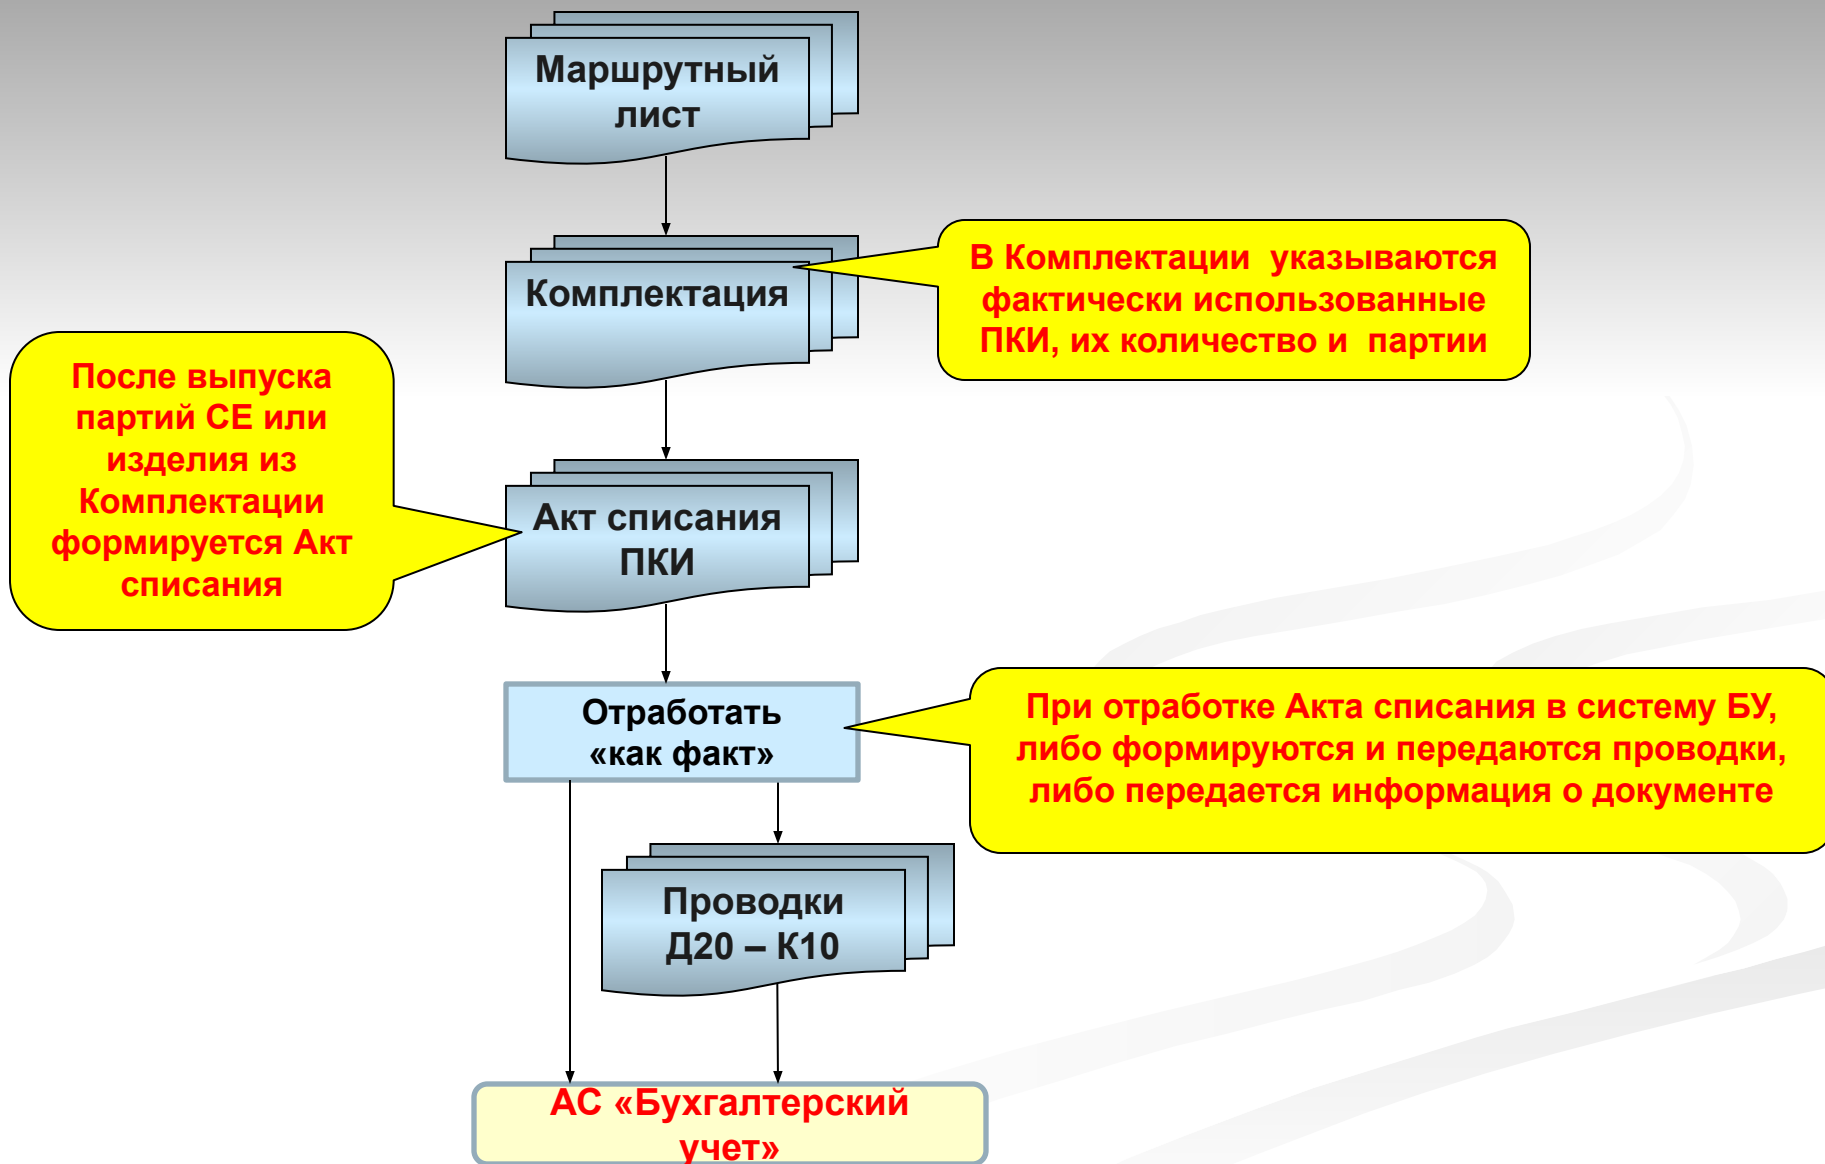 Маршрутный
лист
Комплектация
В Комплектации указываются
фактически использованные
ПКИ, их количество и партии
После выпуска
партий СЕ или
изделия из
Комплектации
формируется Акт
списания
Акт списания
ПКИ
Отработать
«как факт»
При отработке Акта списания в систему БУ,
либо формируются и передаются проводки,
либо передается информация о документе
Проводки
Д20 – К10
АС «Бухгалтерский
учет»